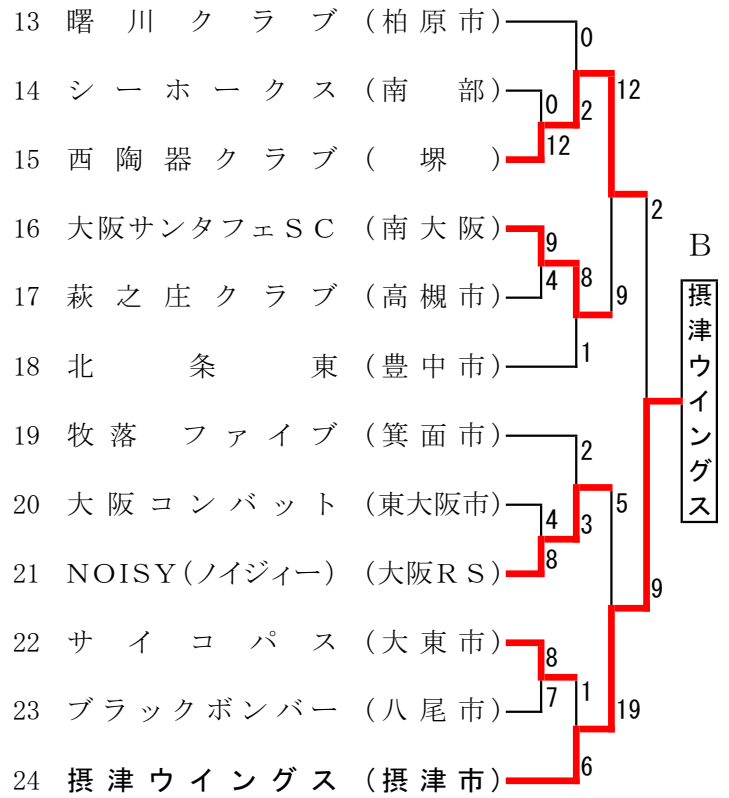 13 曙川クラブ (柏原市)
0
14 シーホークス (南部)
0
2
12
15 西陶器クラブ (堺)
12
16 大阪サンタフェSC (南大阪)
9
2
17 萩之庄クラブ (高槻市)
4
8
9
B
18 北条東 (豊中市)
1
摂津ウイングス
19 牧落 ファイブ (箕面市)
2
20 大阪コンバット (東大阪市)
4
3
5
21 NOISY(ノイジィー) (大阪RS)
8
9
22 サイコパス (大東市)
8
23 ブラックボンバー (八尾市)
7
1
19
24 摂津ウイングス (摂津市)
6